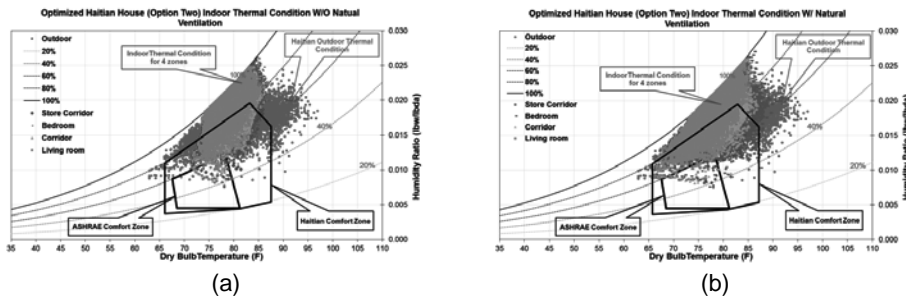 Optimized Haitian House (Option Two) Indoor Thermal Condition W/O Natual
Ventilation
Outdoor
20%
40%
60%
80%
100%
Store Corridor
Bedroom
Corridor
Living room
Indoor Thermal Condition
for 4 zones
Haitian Outdoor Thermal
Condition
100%
40%
20%
ASHRAE Comfort Zone
Haitian Comfort Zone
0.030
0.025
0.020
0.015
0.010
0.005
0.000
Humidity Ratio (lbw/lbda)
35 40 45 50 55 60 65 70 75 80 85 90 95 100 105 110
Dry BulbTemperature (F)
(a)
Optimized Haitian House (Option Two) Indoor Thermal Condition W/ Natural
Ventilation
Outdoor
20%
40%
60%
80%
100%
Store Corridor
Bedroom
Corridor
Living room
Indoor Thermal Condition
for 4 zones
Haitian Outdoor Thermal
Condition
100%
40%
20%
ASHRAE Comfort Zone
Haitian Comfort Zone
0.030
0.025
0.020
0.015
0.010
0.005
0.000
Humidity Ratio (lbw/lbda)
35 40 45 50 55 60 65 70 75 80 85 90 95 100 105 110
Dry BulbTemperature (F)
(b)